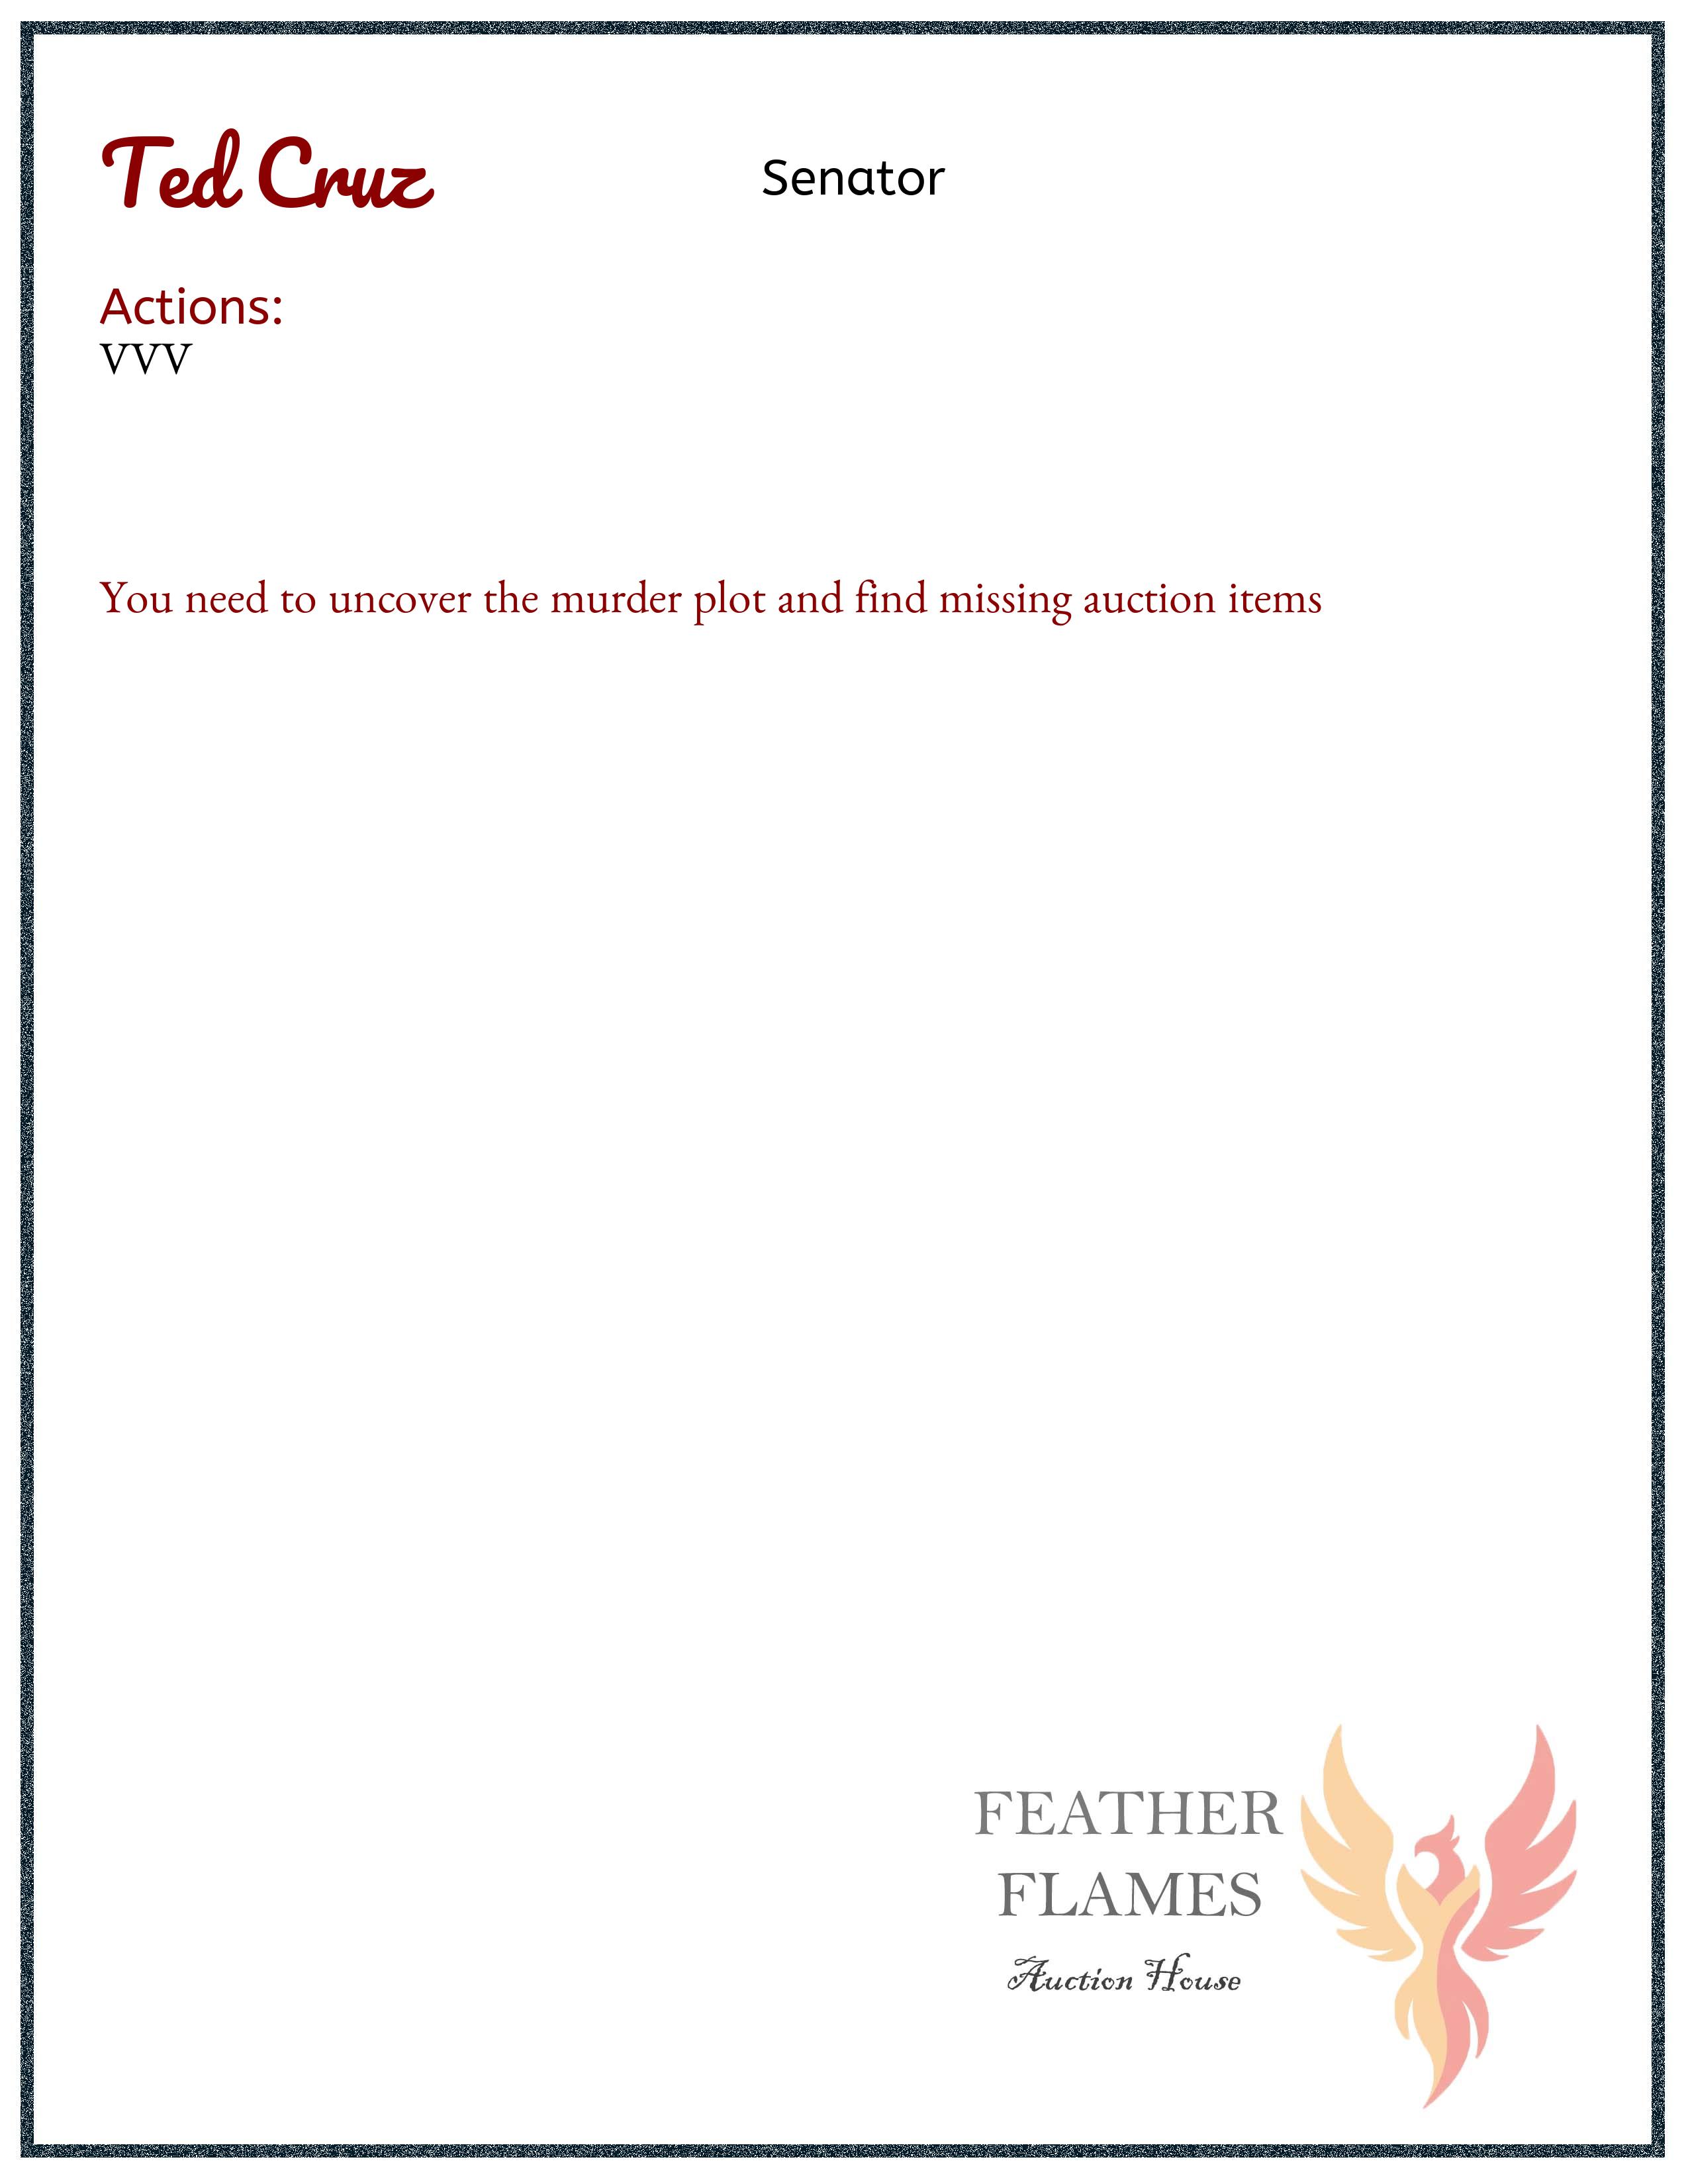 Ted Cruz
Senator
Actions:
VVV
You need to uncover the murder plot and find missing auction items
FEATHER
FLAMES
Auction House